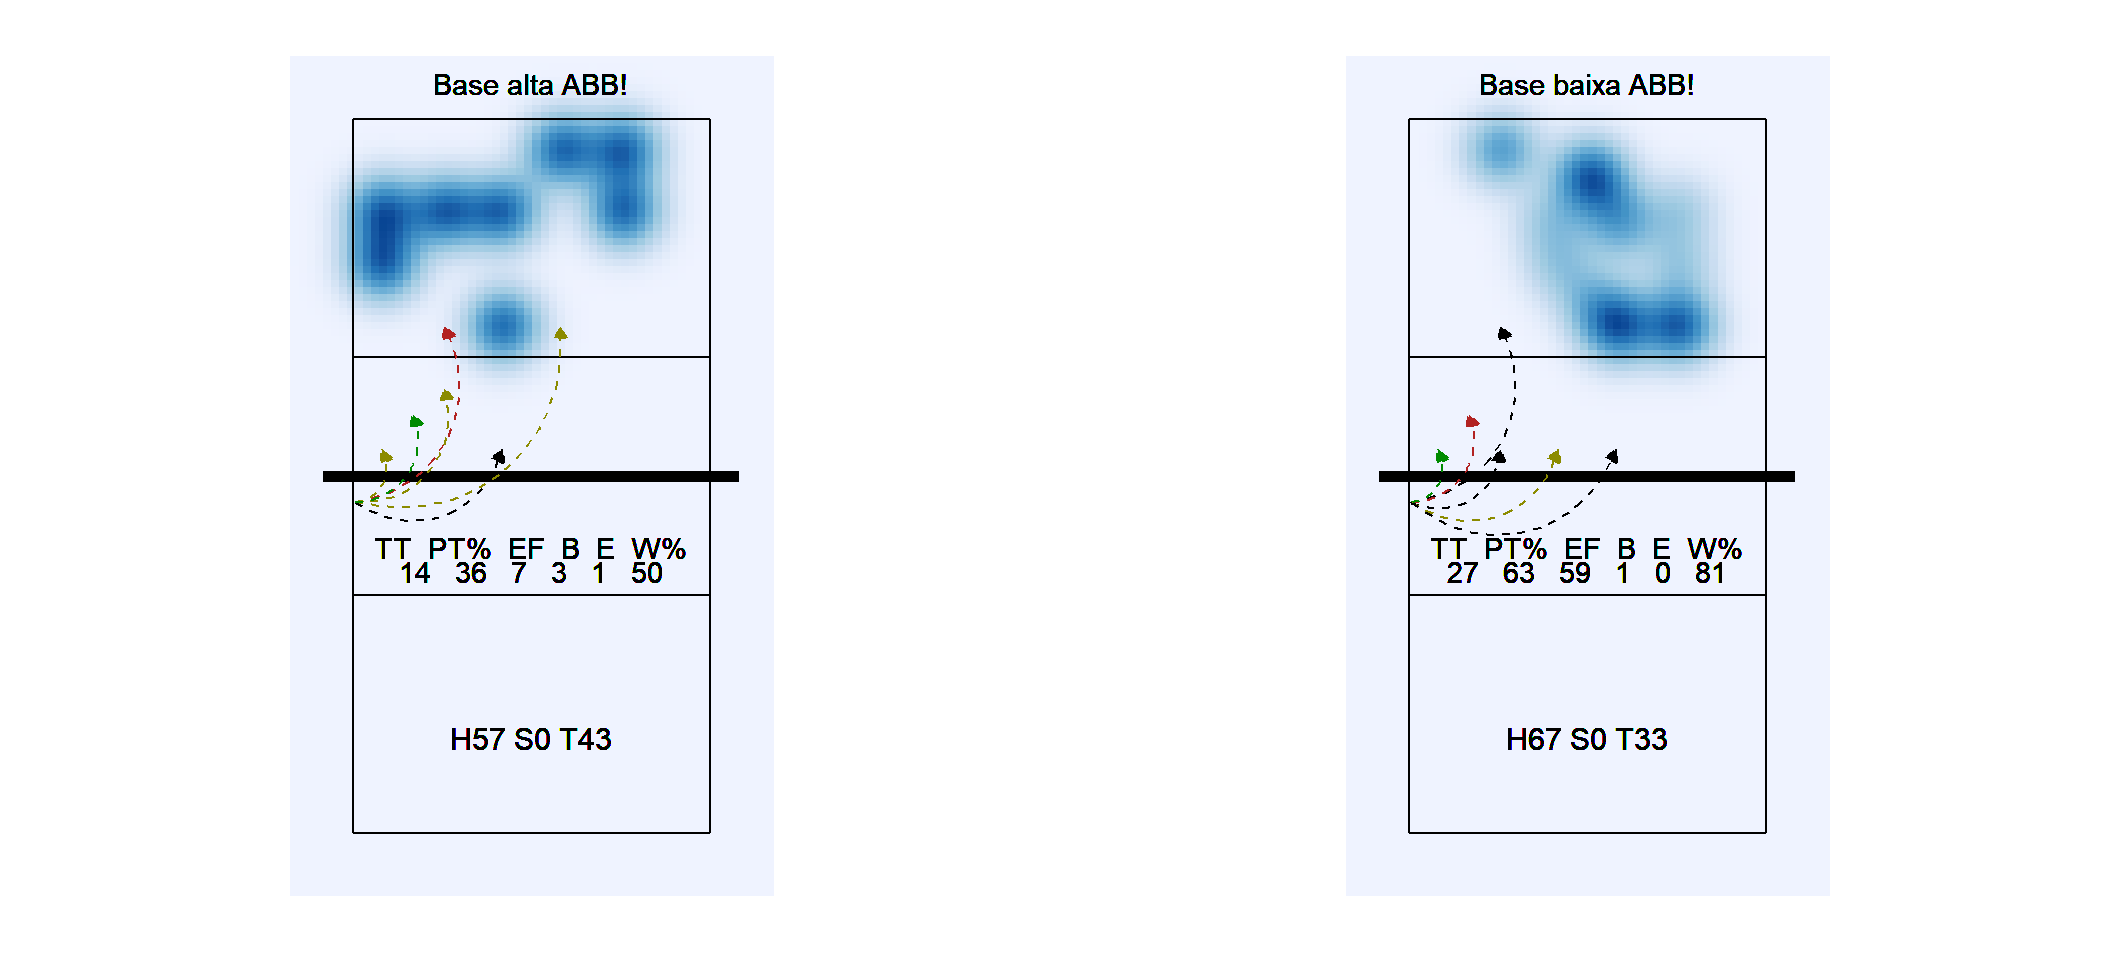 Base alta ABB!
TT PT% EF B E W%
14 36 7 3 1 50
H57 S0 T43
Base baixa ABB!
TT PT% EF B E W%
27 63 59 1 0 81
H67 S0 T33